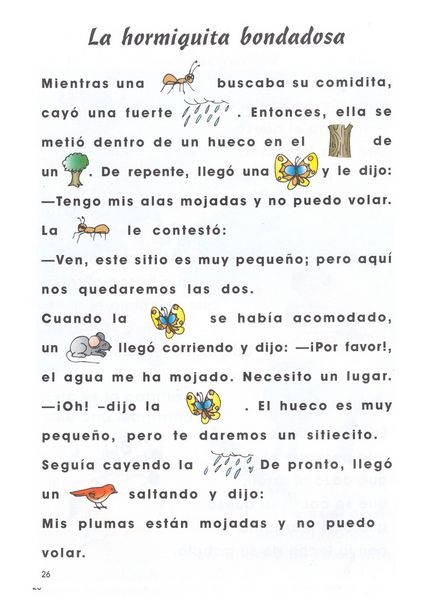 La hormiguita bondadosa
Mientras una buscaba su comidita,
cayó una fuerte . Entonces, ella se
metió dentro de un hueco en el de
un . De repente, llegó una y le dijo:
—Tengo mis alas mojadas y no puedo volar.
La le contestó:
—Ven, este sitio es muy pequeño; pero aquí
nos quedaremos las dos.
Cuando la se había acomodado,
un llegó corriendo y dijo: —¡Por favor!,
el agua me ha mojado. Necesito un lugar.
—¡Oh! –dijo la . El hueco es muy
pequeño, pero te daremos un sitiecito.
Seguía cayendo la . De pronto, llegó
un saltando y dijo:
Mis plumas están mojadas y no puedo
volar.
26